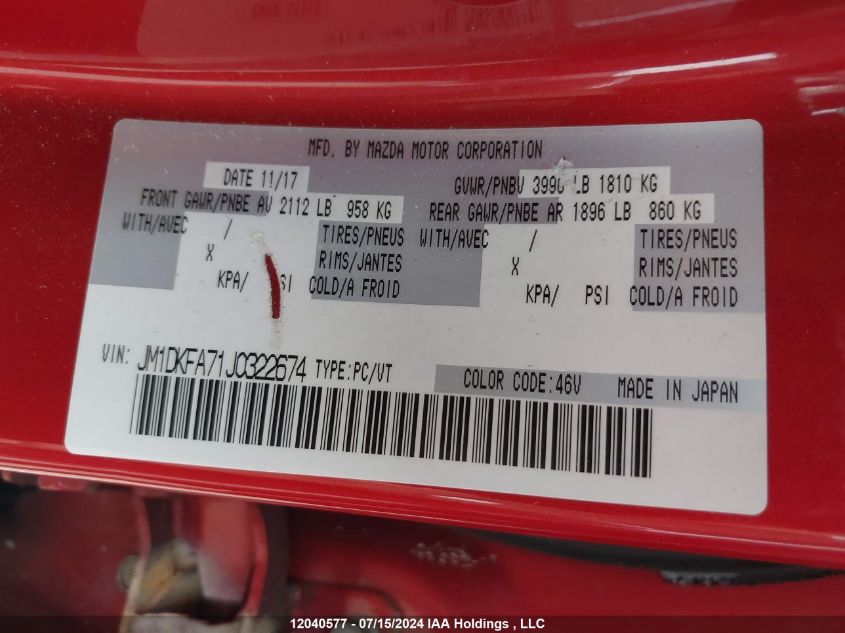 MFD. BY MAZDA MOTOR CORPORATION
DATE 11/17 GVWR/PNBV 3990 LB 1810 KG
FRONT GAWR/PNBE AV 2112 LB 958 KG REAR GAWR/PNBE AR 1896 LB 860 KG
WITH/AVEC / TIRES/PNEUS WITH/AVEC / TIRES/PNEUS
X RIMS/JANTES X RIMS/JANTES
KPA/ PSI COLD/A FROID KPA/ PSI COLD/A FROID
VIN: JM1DKFA71J0322674 TYPE:PC/VT COLOR CODE:46V MADE IN JAPAN
12040577 - 07/15/2024 IAA Holdings , LLC